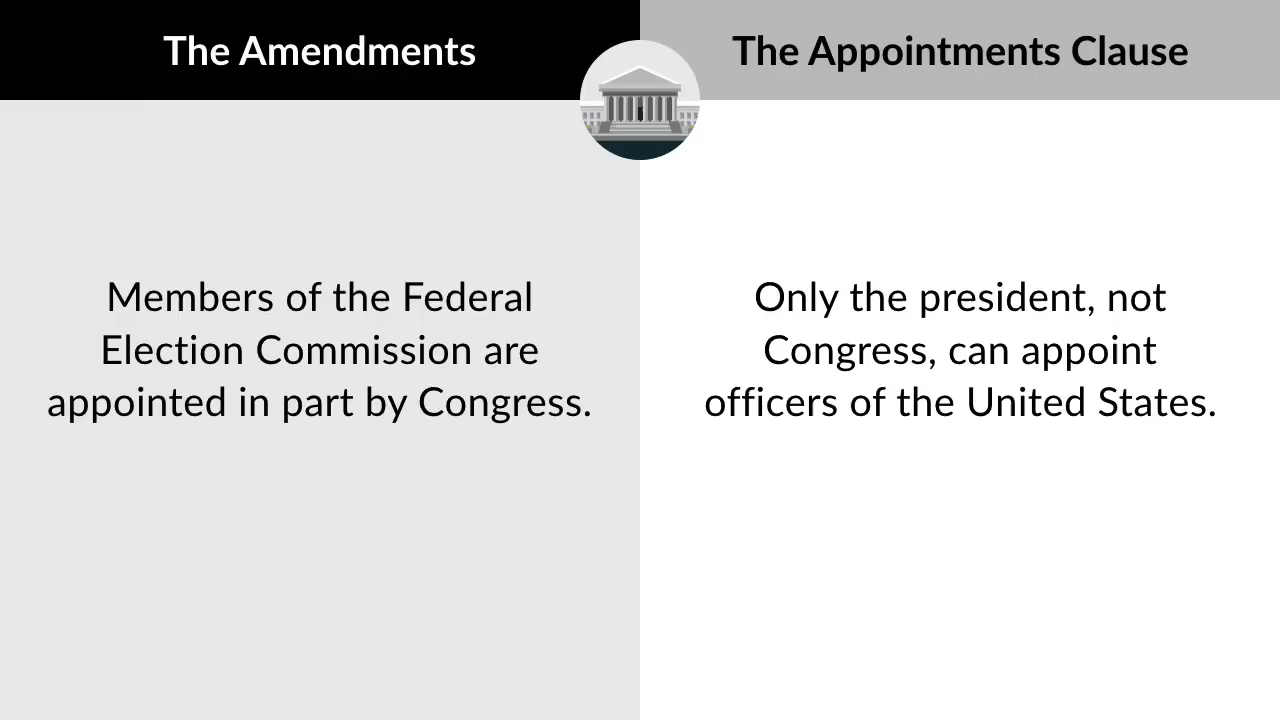 The Amendments
The Appointments Clause
Members of the Federal
Election Commission are
appointed in part by Congress.
Only the president, not
Congress, can appoint
officers of the United States.